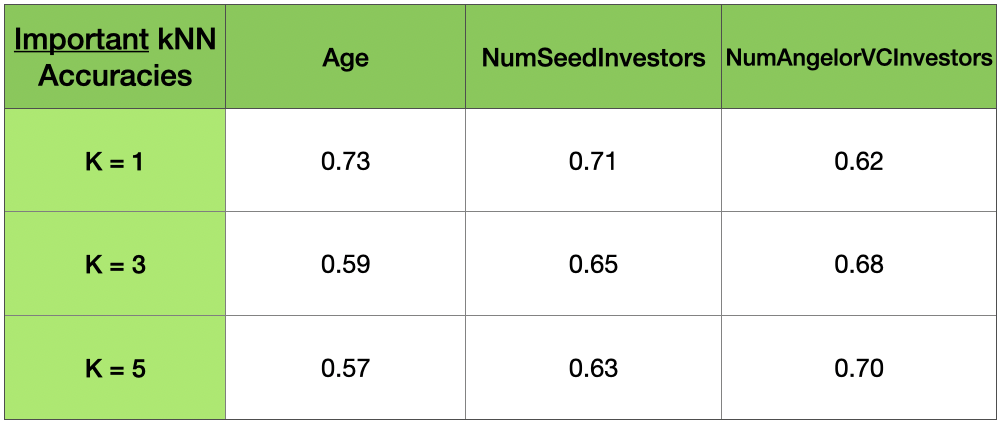 Important kNN Accuracies Age NumSeedInvestors NumAngelorVCInvestors
K = 1 0.73 0.71 0.62
K = 3 0.59 0.65 0.68
K = 5 0.57 0.63 0.70